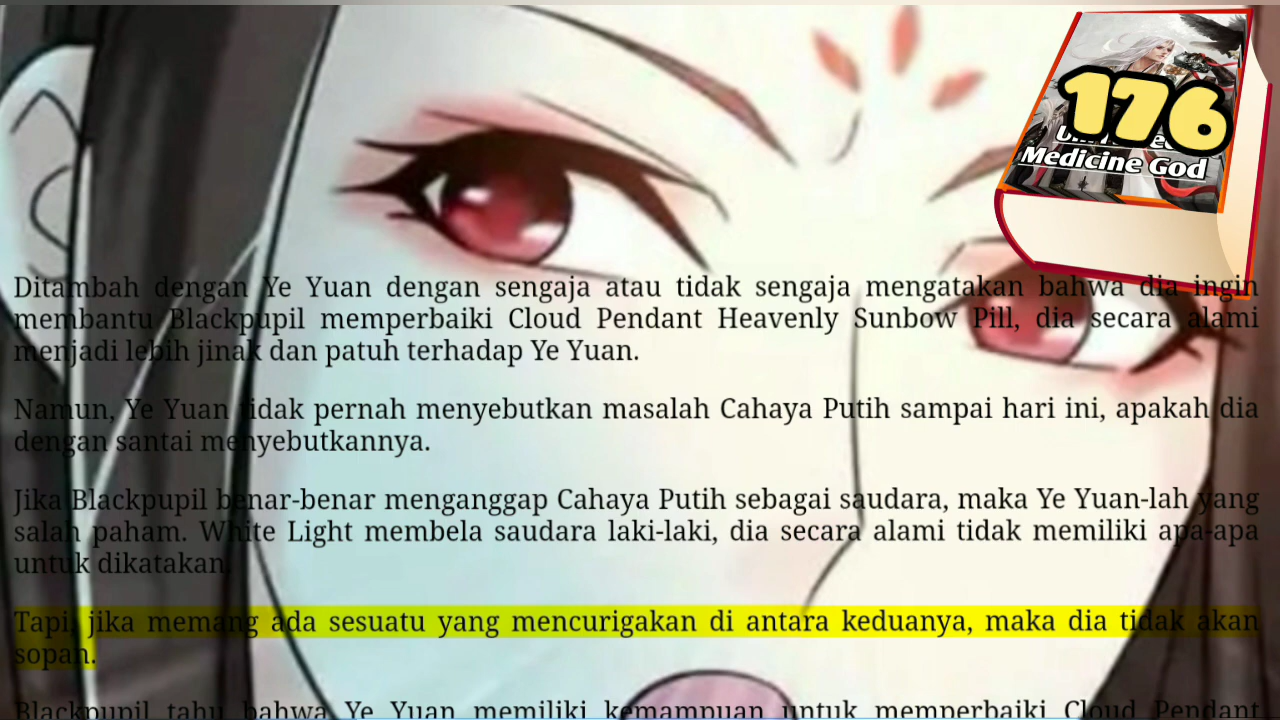 176
Medicine God
Ditambah dengan Ye Yuan dengan sengaja atau tidak sengaja mengatakan bahwa dia ingin
membantu Blackpupil memperbaiki Cloud Pendant Heavenly Sunbow Pill, dia secara alami
menjadi lebih jinak dan patuh terhadap Ye Yuan.
Namun, Ye Yuan tidak pernah menyebutkan masalah Cahaya Putih sampai hari ini, apakah dia
dengan santai menyebutkannya.
Jika Blackpupil benar-benar menganggap Cahaya Putih sebagai saudara, maka Ye Yuan-lah yang
salah paham. White Light membela saudara laki-laki, dia secara alami tidak memiliki apa-apa
untuk dikatakan.
Tapi, jika memang ada sesuatu yang mencurigakan di antara keduanya, maka dia tidak akan
sopan.
Blackpupil tahu bahwa Ye Yuan memiliki kemampuan untuk memperbaiki Cloud Pendant